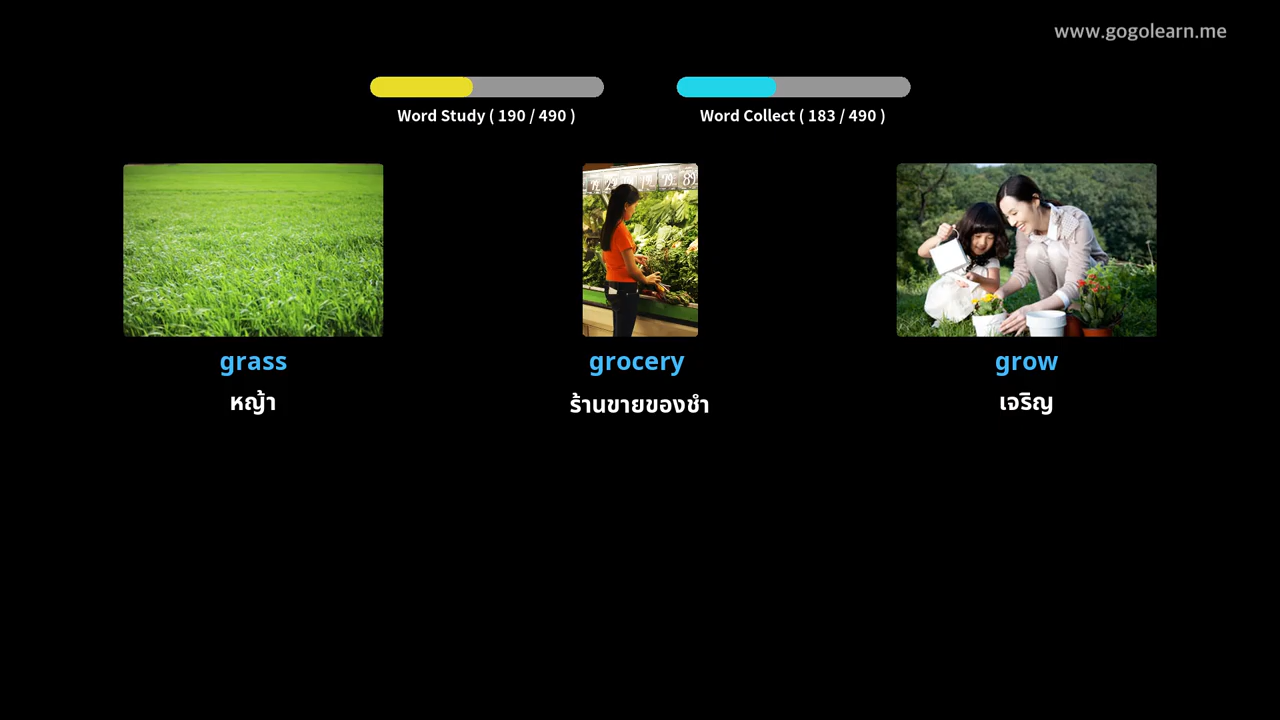 www.gogolearn.me
Word Study ( 190 / 490 )
Word Collect ( 183 / 490 )
grass
grocery
grow
หญ้า
ร้านขายของชำ
เจริญ